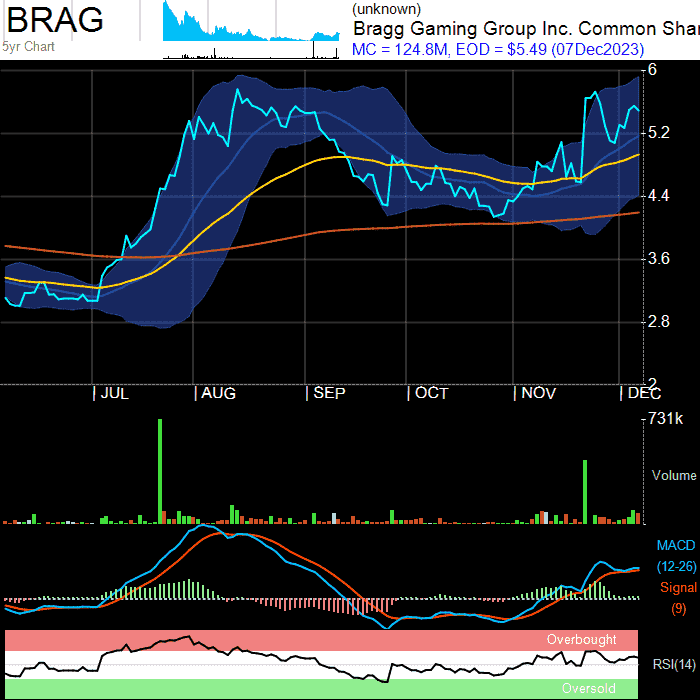 BRAG
5yr Chart
(unknown)
Bragg Gaming Group Inc. Common Shar
MC = 124.8M, EOD = $5.49 (07Dec2023)
6
5.2
4.4
3.6
2.8
2
JUL AUG SEP OCT NOV DEC
731k
Volume
MACD
(12-26)
Signal
(9)
Overbought
RSI(14)
Oversold